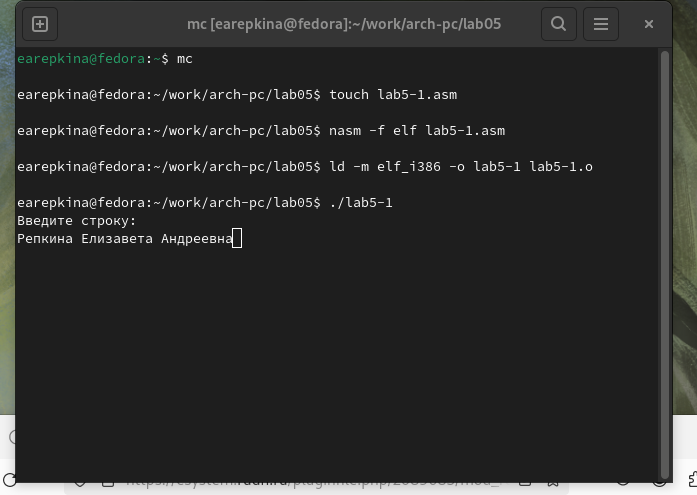 mc [earepkina@fedora]:~/work/arch-pc/lab05
earepkina@fedora:~$ mc
earepkina@fedora:~/work/arch-pc/lab05$ touch lab5-1.asm
earepkina@fedora:~/work/arch-pc/lab05$ nasm -f elf lab5-1.asm
earepkina@fedora:~/work/arch-pc/lab05$ ld -m elf_i386 -o lab5-1 lab5-1.o
earepkina@fedora:~/work/arch-pc/lab05$ ./lab5-1
Введите строку:
Репкина Елизавета Андреевна